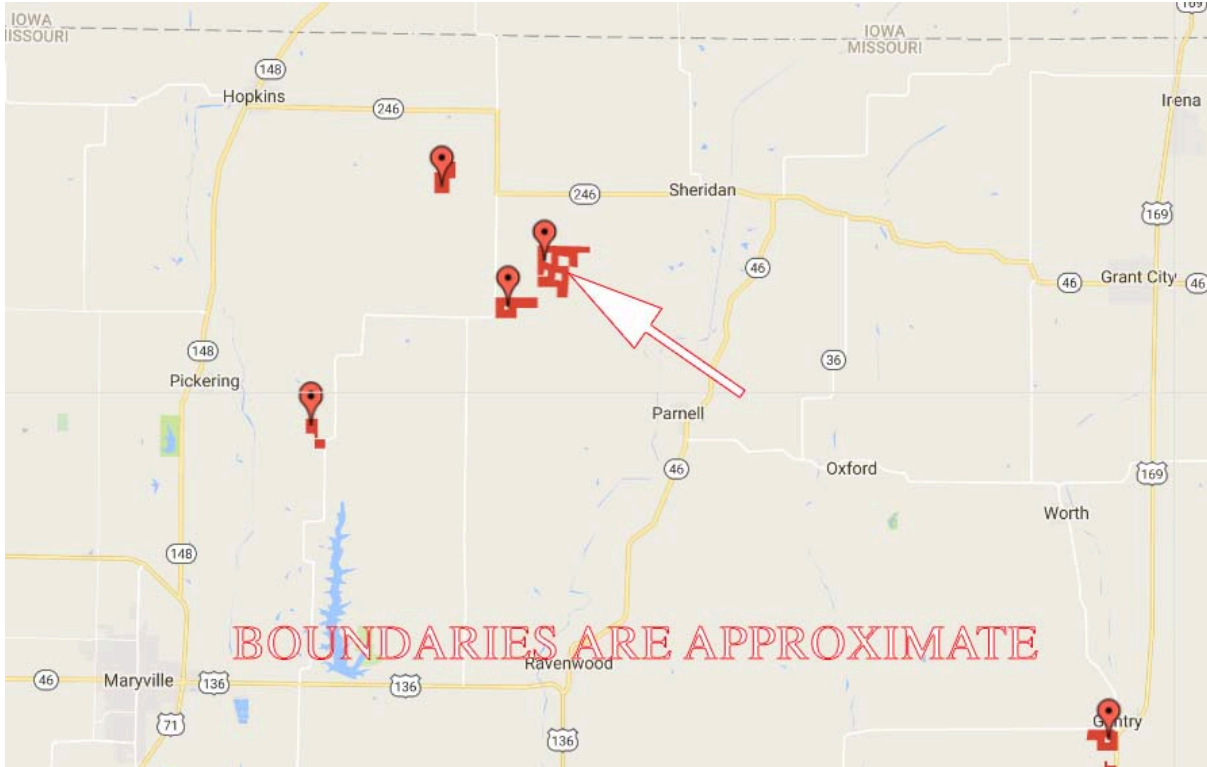 IOWA
ISSOURI
169
IOWA
MISSOURI
148
Hopkins
246
Irena
246
Sheridan
169
46
Grant City
46
46
148
Pickering
36
Parnell
46
Oxford
169
Worth
148
BOUNDARIES ARE APPROXIMATE
Ravenwood
46
Maryville
136
136
71
136
Gentry